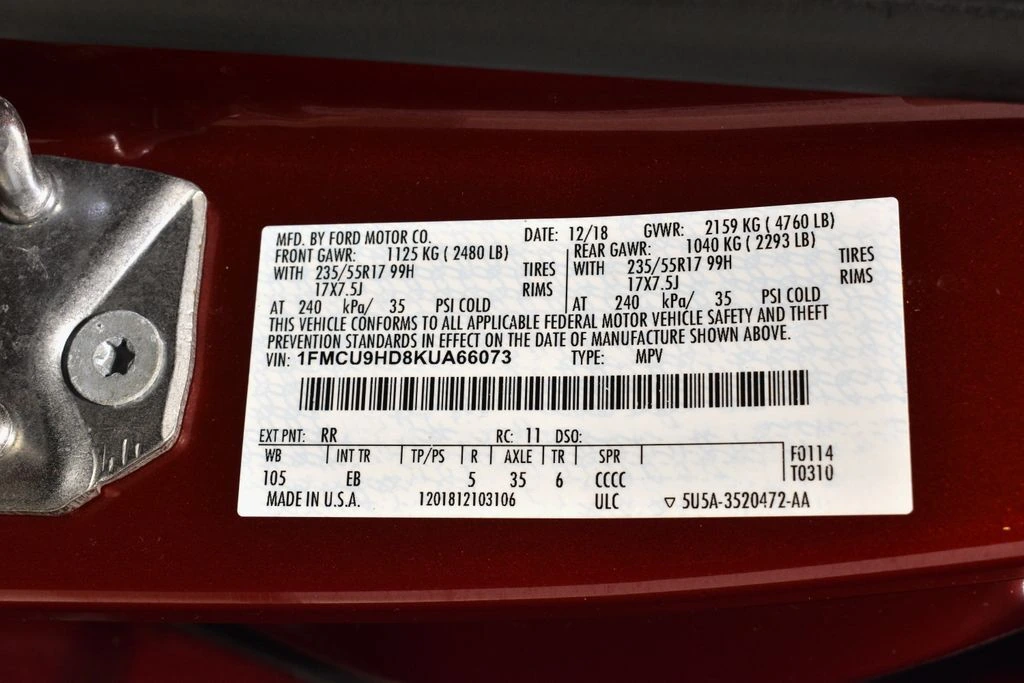 MFD. BY FORD MOTOR CO. DATE: 12/18 GVWR: 2159 KG ( 4760 LB)
FRONT GAWR: 1125 KG ( 2480 LB) REAR GAWR: 1040 KG ( 2293 LB)
WITH 235/55R17 99H TIRES WITH 235/55R17 99H TIRES
17X7.5J RIMS 17X7.5J RIMS
AT 240 kPa/ 35 PSI COLD AT 240 kPa/ 35 PSI COLD
THIS VEHICLE CONFORMS TO ALL APPLICABLE FEDERAL MOTOR VEHICLE SAFETY AND THEFT
PREVENTION STANDARDS IN EFFECT ON THE DATE OF MANUFACTURE SHOWN ABOVE.
VIN: 1FMCU9HD8KUA66073 TYPE: MPV
EXT PNT: RR RC: 11 DSO:
WB INT TR TP/PS R AXLE TR SPR F0114
105 EB 5 35 6 CCCC T0310
MADE IN U.S.A. 1201812103106 ULC ▽ 5U5A-3520472-AA